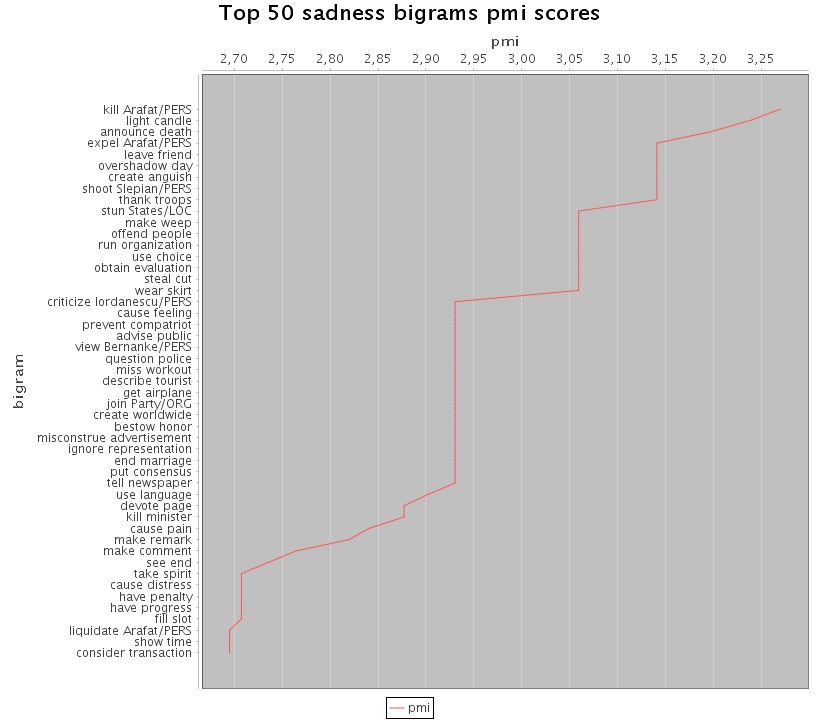 Top 50 sadness bigrams pmi scores
pmi
2,70 2,75 2,80 2,85 2,90 2,95 3,00 3,05 3,10 3,15 3,20 3,25
bigram
kill Arafat/PERS
light candle
announce death
expel Arafat/PERS
leave friend
overshadow day
create anguish
shoot Slepian/PERS
thank troops
stun States/LOC
make weep
offend people
run organization
use choice
obtain evaluation
steal cut
wear skirt
criticize Iordanescu/PERS
cause feeling
prevent compatriot
advise public
view Bernanke/PERS
question police
miss workout
describe tourist
get airplane
join Party/ORG
create worldwide
bestow honor
misconstrue advertisement
ignore representation
end marriage
put consensus
tell newspaper
use language
devote page
kill minister
cause pain
make remark
make comment
see end
take spirit
cause distress
have penalty
have progress
fill slot
liquidate Arafat/PERS
show time
consider transaction
pmi